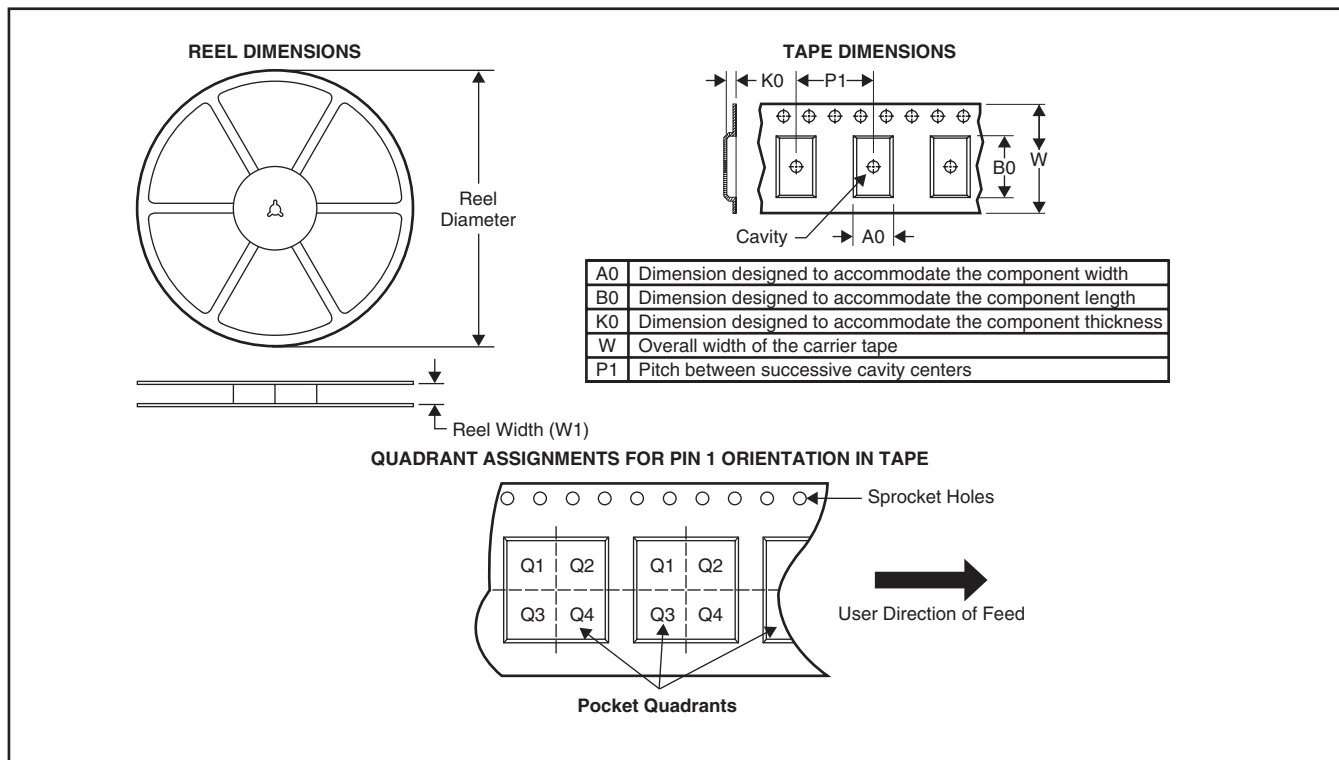 REEL DIMENSIONS
Reel
Diameter
Reel Width (W1)
TAPE DIMENSIONS
K0
P1
B0
W
Cavity
A0
A0 Dimension designed to accommodate the component width
B0 Dimension designed to accommodate the component length
K0 Dimension designed to accommodate the component thickness
W Overall width of the carrier tape
P1 Pitch between successive cavity centers
QUADRANT ASSIGNMENTS FOR PIN 1 ORIENTATION IN TAPE
Sprocket Holes
Q1 Q2 Q1 Q2
Q3 Q4 Q3 Q4
User Direction of Feed
Pocket Quadrants